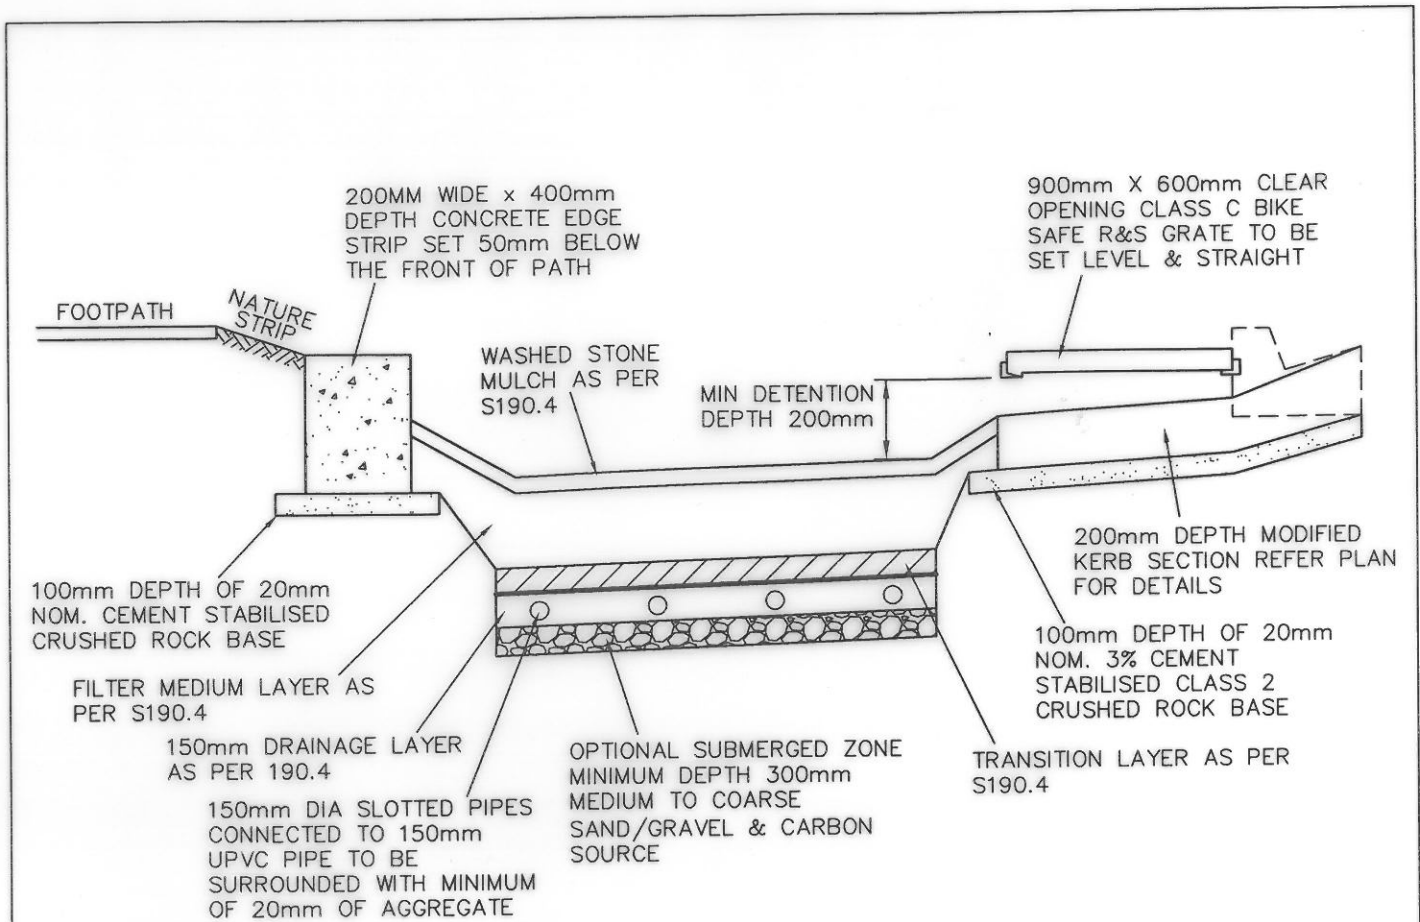 200MM WIDE x 400mm
DEPTH CONCRETE EDGE
STRIP SET 50mm BELOW
THE FRONT OF PATH
900mm X 600mm CLEAR
OPENING CLASS C BIKE
SAFE R&S GRATE TO BE
SET LEVEL & STRAIGHT
FOOTPATH
NATURE
STRIP
WASHED STONE
MULCH AS PER
S190.4
MIN DETENTION
DEPTH 200mm
200mm DEPTH MODIFIED
KERB SECTION REFER PLAN
FOR DETAILS
100mm DEPTH OF 20mm
NOM. CEMENT STABILISED
CRUSHED ROCK BASE
100mm DEPTH OF 20mm
NOM. 3% CEMENT
STABILISED CLASS 2
CRUSHED ROCK BASE
FILTER MEDIUM LAYER AS
PER S190.4
150mm DRAINAGE LAYER
AS PER 190.4
OPTIONAL SUBMERGED ZONE
MINIMUM DEPTH 300mm
MEDIUM TO COARSE
SAND/GRAVEL & CARBON
SOURCE
TRANSITION LAYER AS PER
S190.4
150mm DIA SLOTTED PIPES
CONNECTED TO 150mm
UPVC PIPE TO BE
SURROUNDED WITH MINIMUM
OF 20mm OF AGGREGATE